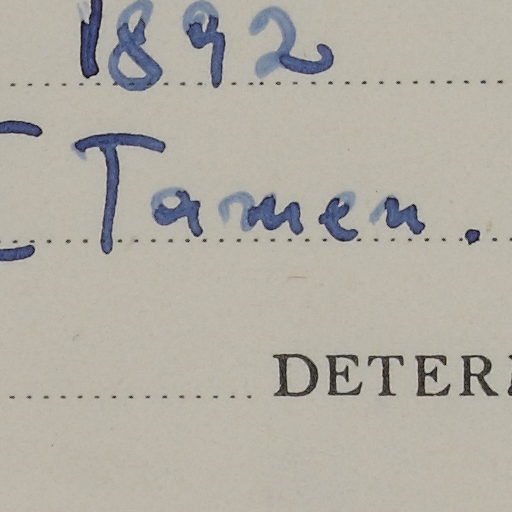 1892
I Tamen.
DETER